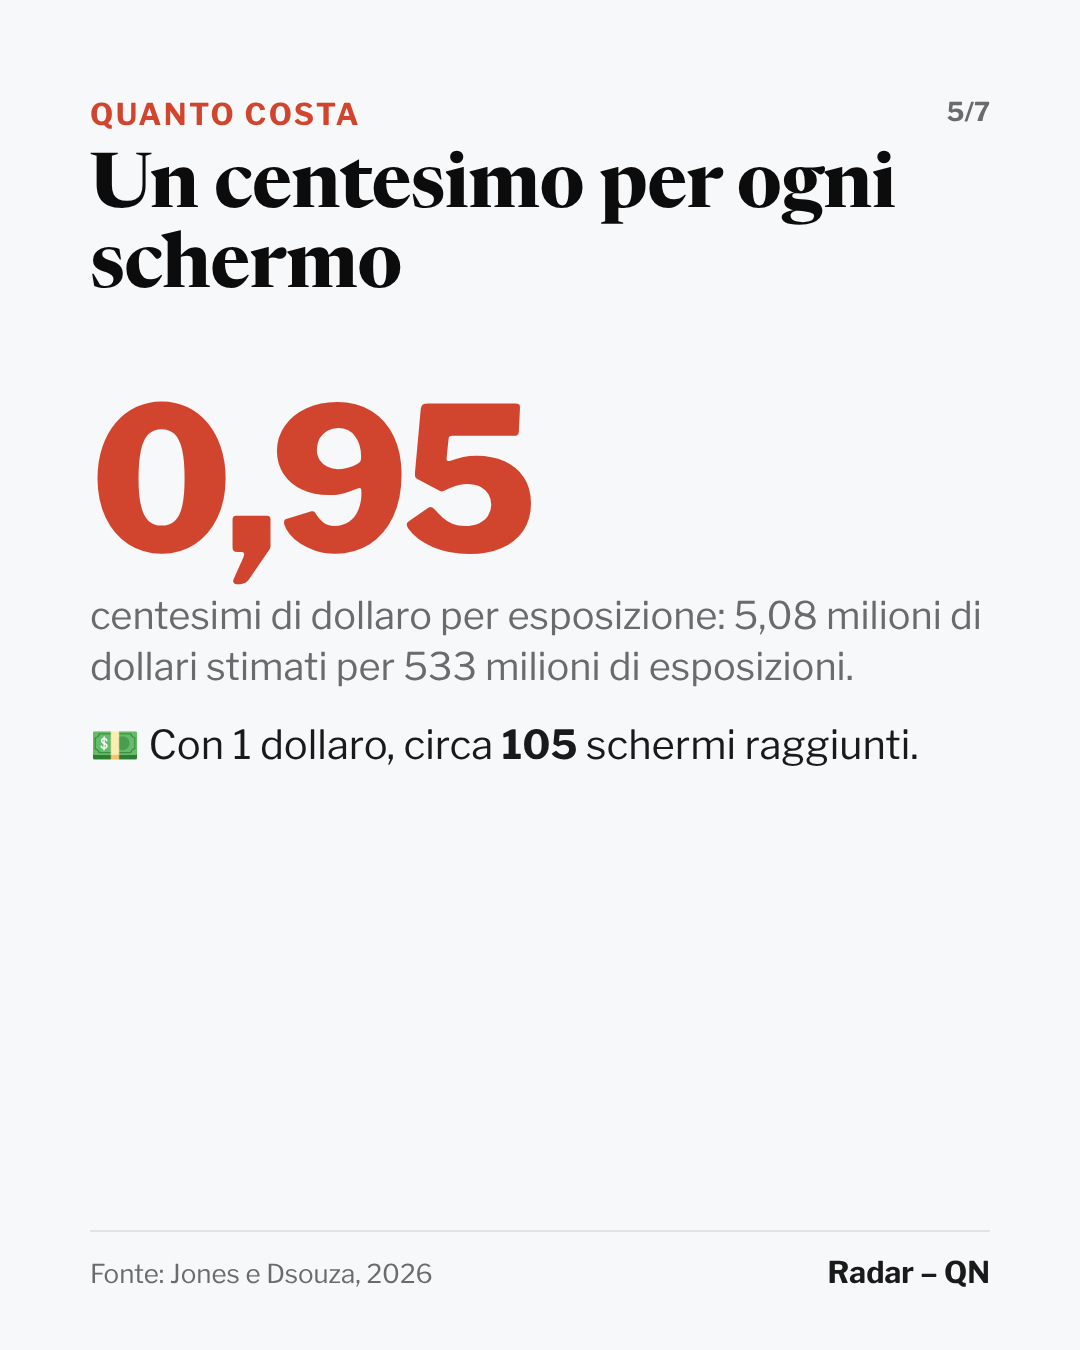 QUANTO COSTA
5/7
Un centesimo per ogni
schermo
0,95
centesimi di dollaro per esposizione: 5,08 milioni di
dollari stimati per 533 milioni di esposizioni.
💵 Con 1 dollaro, circa 105 schermi raggiunti.
Fonte: Jones e Dsouza, 2026
Radar – QN